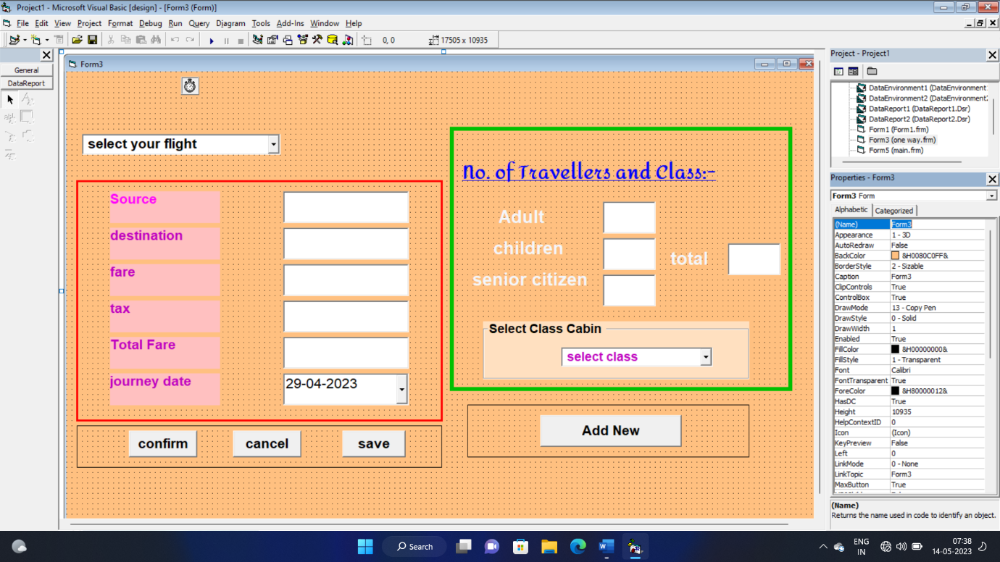 Project1 - Microsoft Visual Basic [design] - [Form3 (Form)]
File Edit View Project Format Debug Run Query Diagram Tools Add-Ins Window Help
0, 0 17505 x 10935
General
DataReport
Form3
select your flight
Source
destination
fare
tax
Total Fare
journey date 29-04-2023
confirm cancel save
No. of Travellers and Class:-
Adult
children
senior citizen
total
Select Class Cabin
select class
Add New
Project - Project1
DataEnvironment1 (DataEnvironment
DataEnvironment2 (DataEnvironment2
DataReport1 (DataReport1.Dsr)
DataReport2 (DataReport2.Dsr)
Form1 (Form1.frm)
Form3 (one way.frm)
Form5 (main.frm)
Properties - Form3
Form3 Form
Alphabetic Categorized
(Name) Form3
Appearance 1 - 3D
AutoRedraw False
BackColor &H0080C0FF&
BorderStyle 2 - Sizable
Caption Form3
ClipControls True
ControlBox True
DrawMode 13 - Copy Pen
DrawStyle 0 - Solid
DrawWidth 1
Enabled True
FillColor &H00000000&
FillStyle 1 - Transparent
Font Calibri
FontTransparent True
ForeColor &H80000012&
HasDC True
Height 10935
HelpContextID 0
Icon (Icon)
KeyPreview False
Left 0
LinkMode 0 - None
LinkTopic Form3
MaxButton True
(Name)
Returns the name used in code to identify an object.
Search
ENG
IN
07:38
14-05-2023